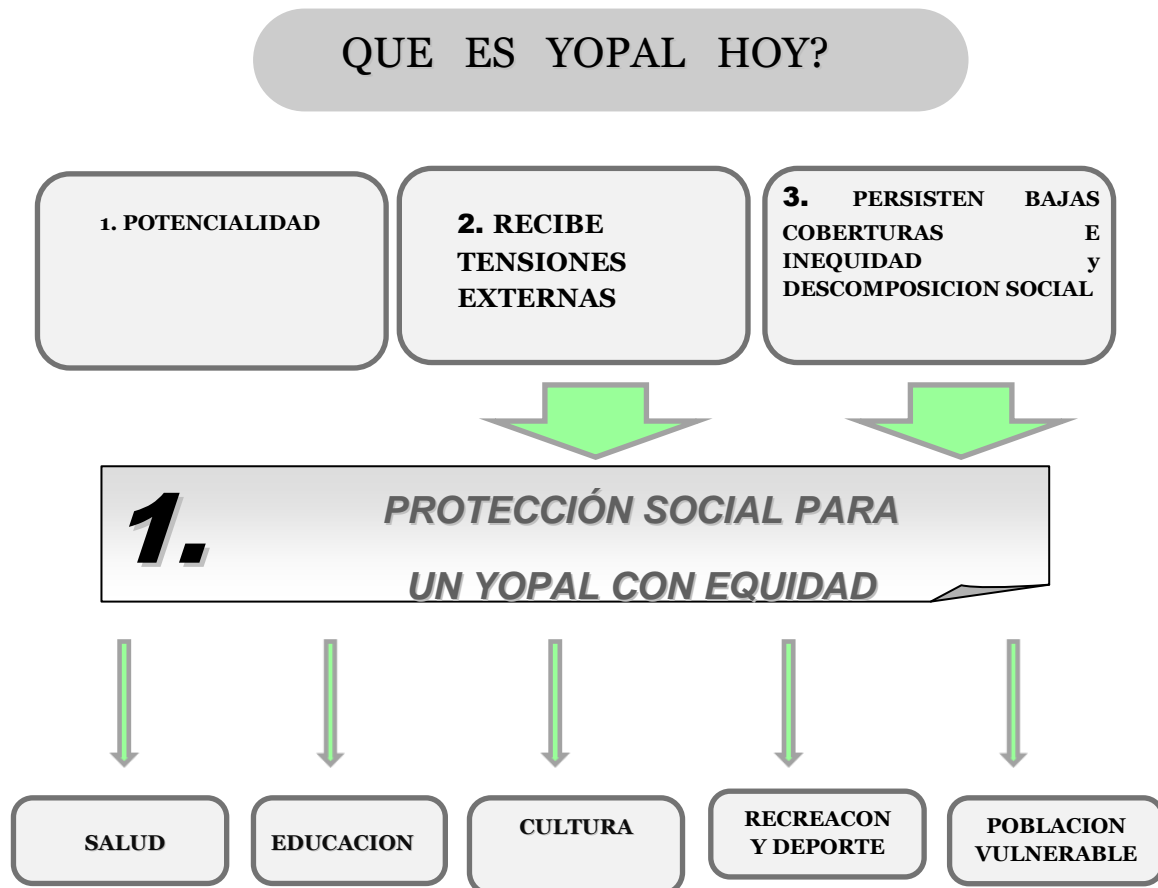 QUE ES YOPAL HOY?
1. POTENCIALIDAD
2. RECIBE
TENSIONES
EXTERNAS
3. PERSISTEN BAJAS
COBERTURAS E
INEQUIDAD y
DESCOMPOSICION SOCIAL
1.
PROTECCIÓN SOCIAL PARA
UN YOPAL CON EQUIDAD
SALUD
EDUCACION
CULTURA
RECREACON
Y DEPORTE
POBLACION
VULNERABLE